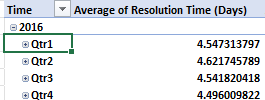 Time Average of Resolution Time (Days)
2016
Qtr1 4.547313797
Qtr2 4.621745789
Qtr3 4.541820418
Qtr4 4.496009822